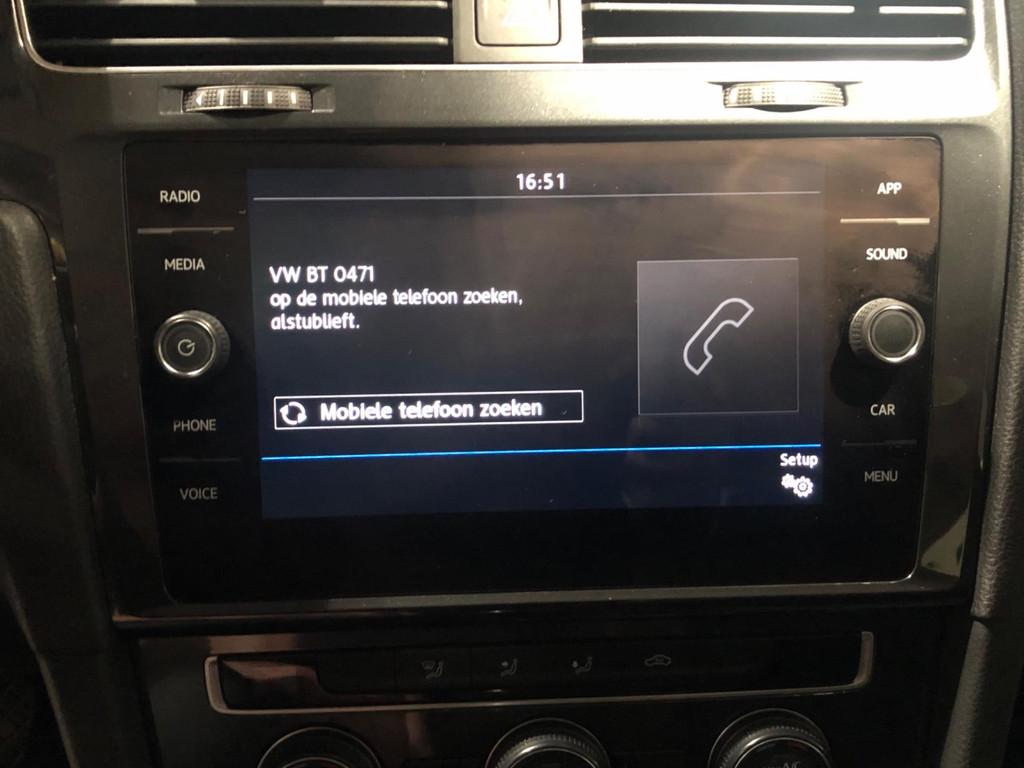 16:51
RADIO
APP
MEDIA
SOUND
VW BT 0471
op de mobiele telefoon zoeken,
alstublieft.
Mobiele telefoon zoeken
PHONE
CAR
Setup
VOICE
MENU
A/C